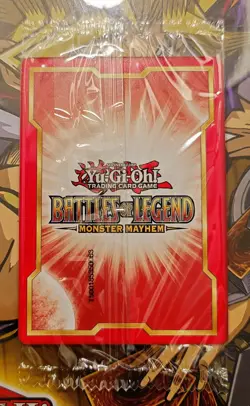 Yu-Gi-Oh!
TRADING CARD GAME
BATTLES OF LEGEND
MONSTER MAYHEM